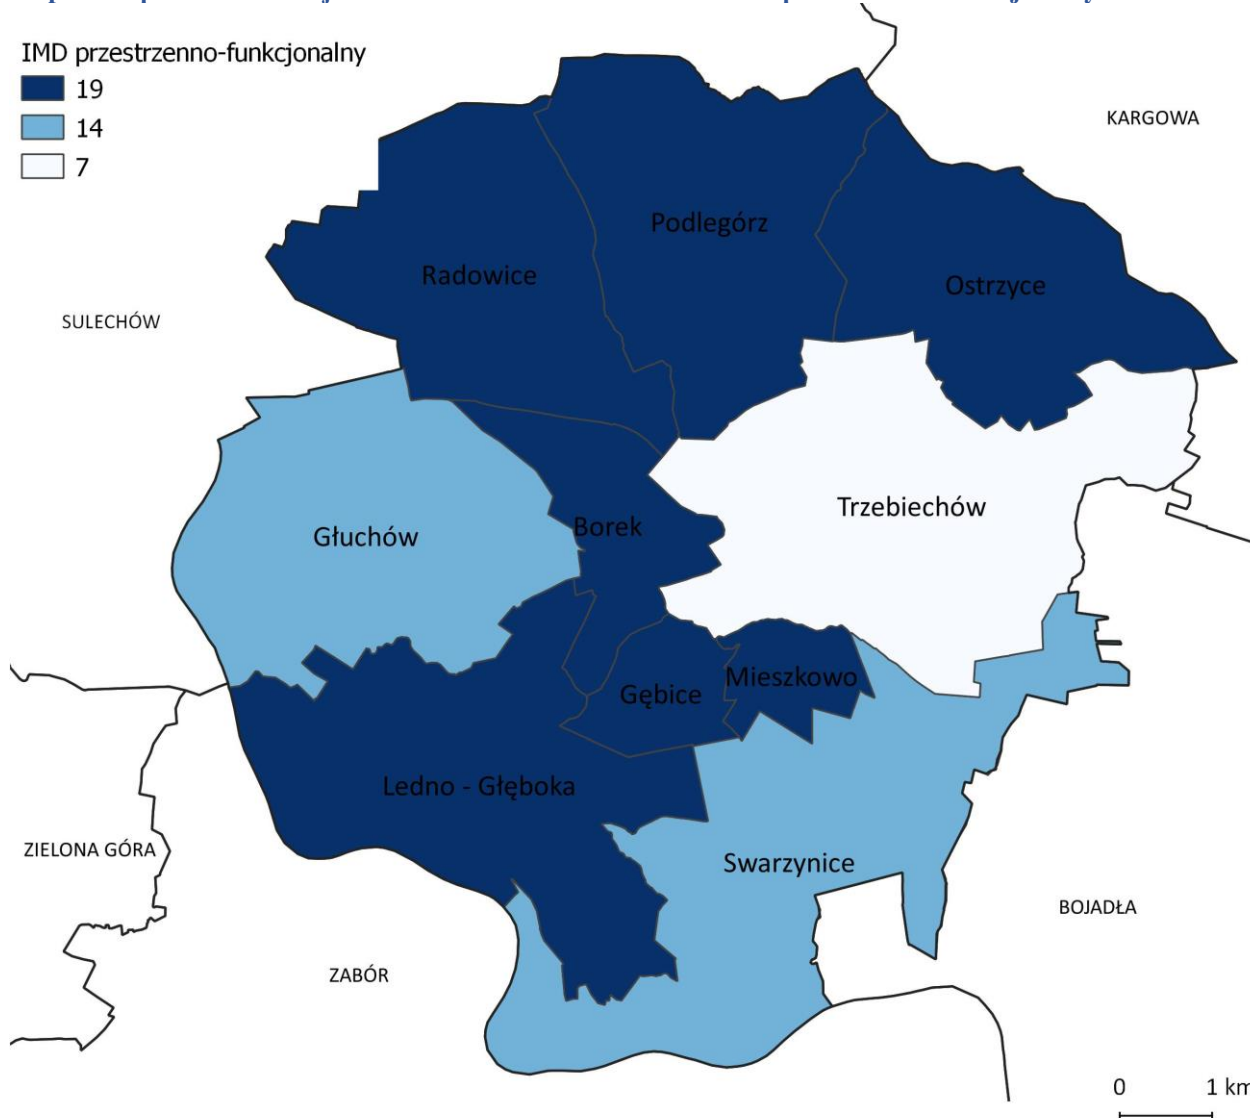 IMD przestrzenno-funkcjonalny
19
14
7
KARGOWA
Podlegórz
Radowice
Ostrzyce
SULECHÓW
Trzebiechów
Borek
Głuchów
Mieszkowo
Gębice
Ledno - Głęboka
ZIELONA GÓRA
Swarzynice
BOJADŁA
ZABÓR
0 1 km